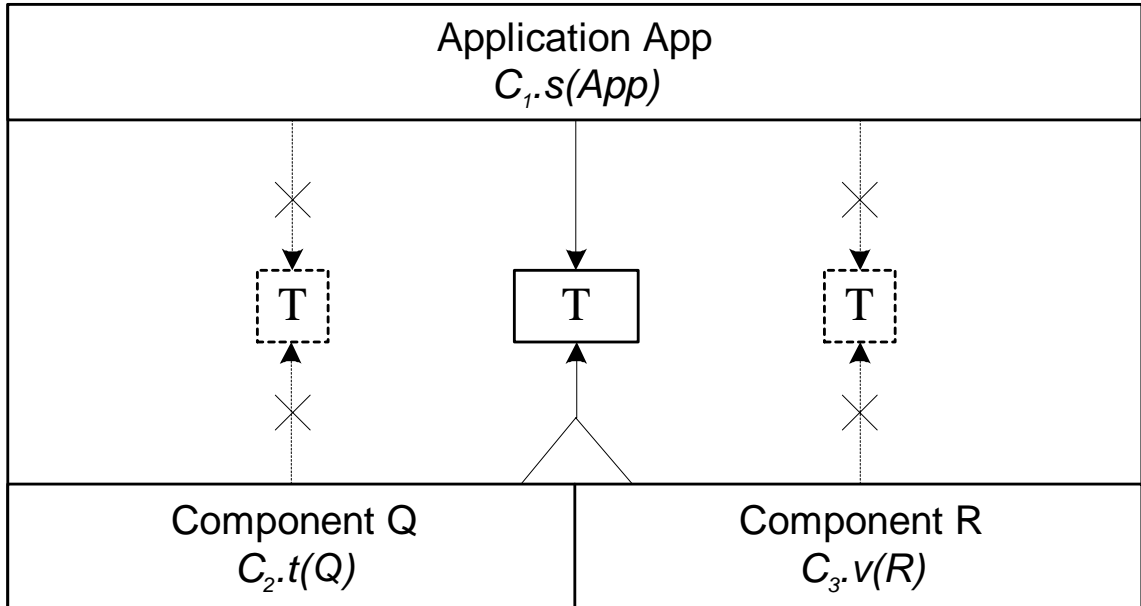 Application App
C₁.s(App)
T T T
Component Q
C₂.t(Q)
Component R
C₃.v(R)